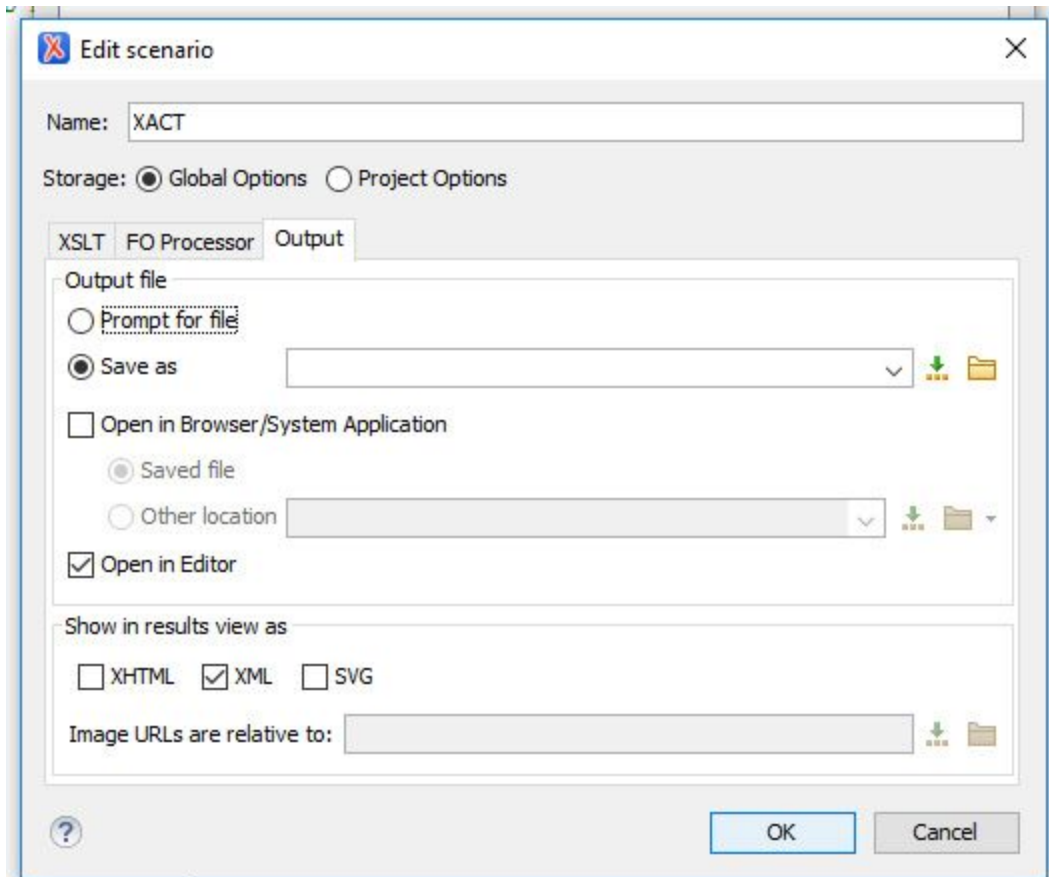 Edit scenario
Name: XACT
Storage: Global Options Project Options
XSLT FO Processor Output
Output file
Prompt for file
Save as
Open in Browser/System Application
Saved file
Other location
Open in Editor
Show in results view as
XHTML XML SVG
Image URLs are relative to:
? OK Cancel